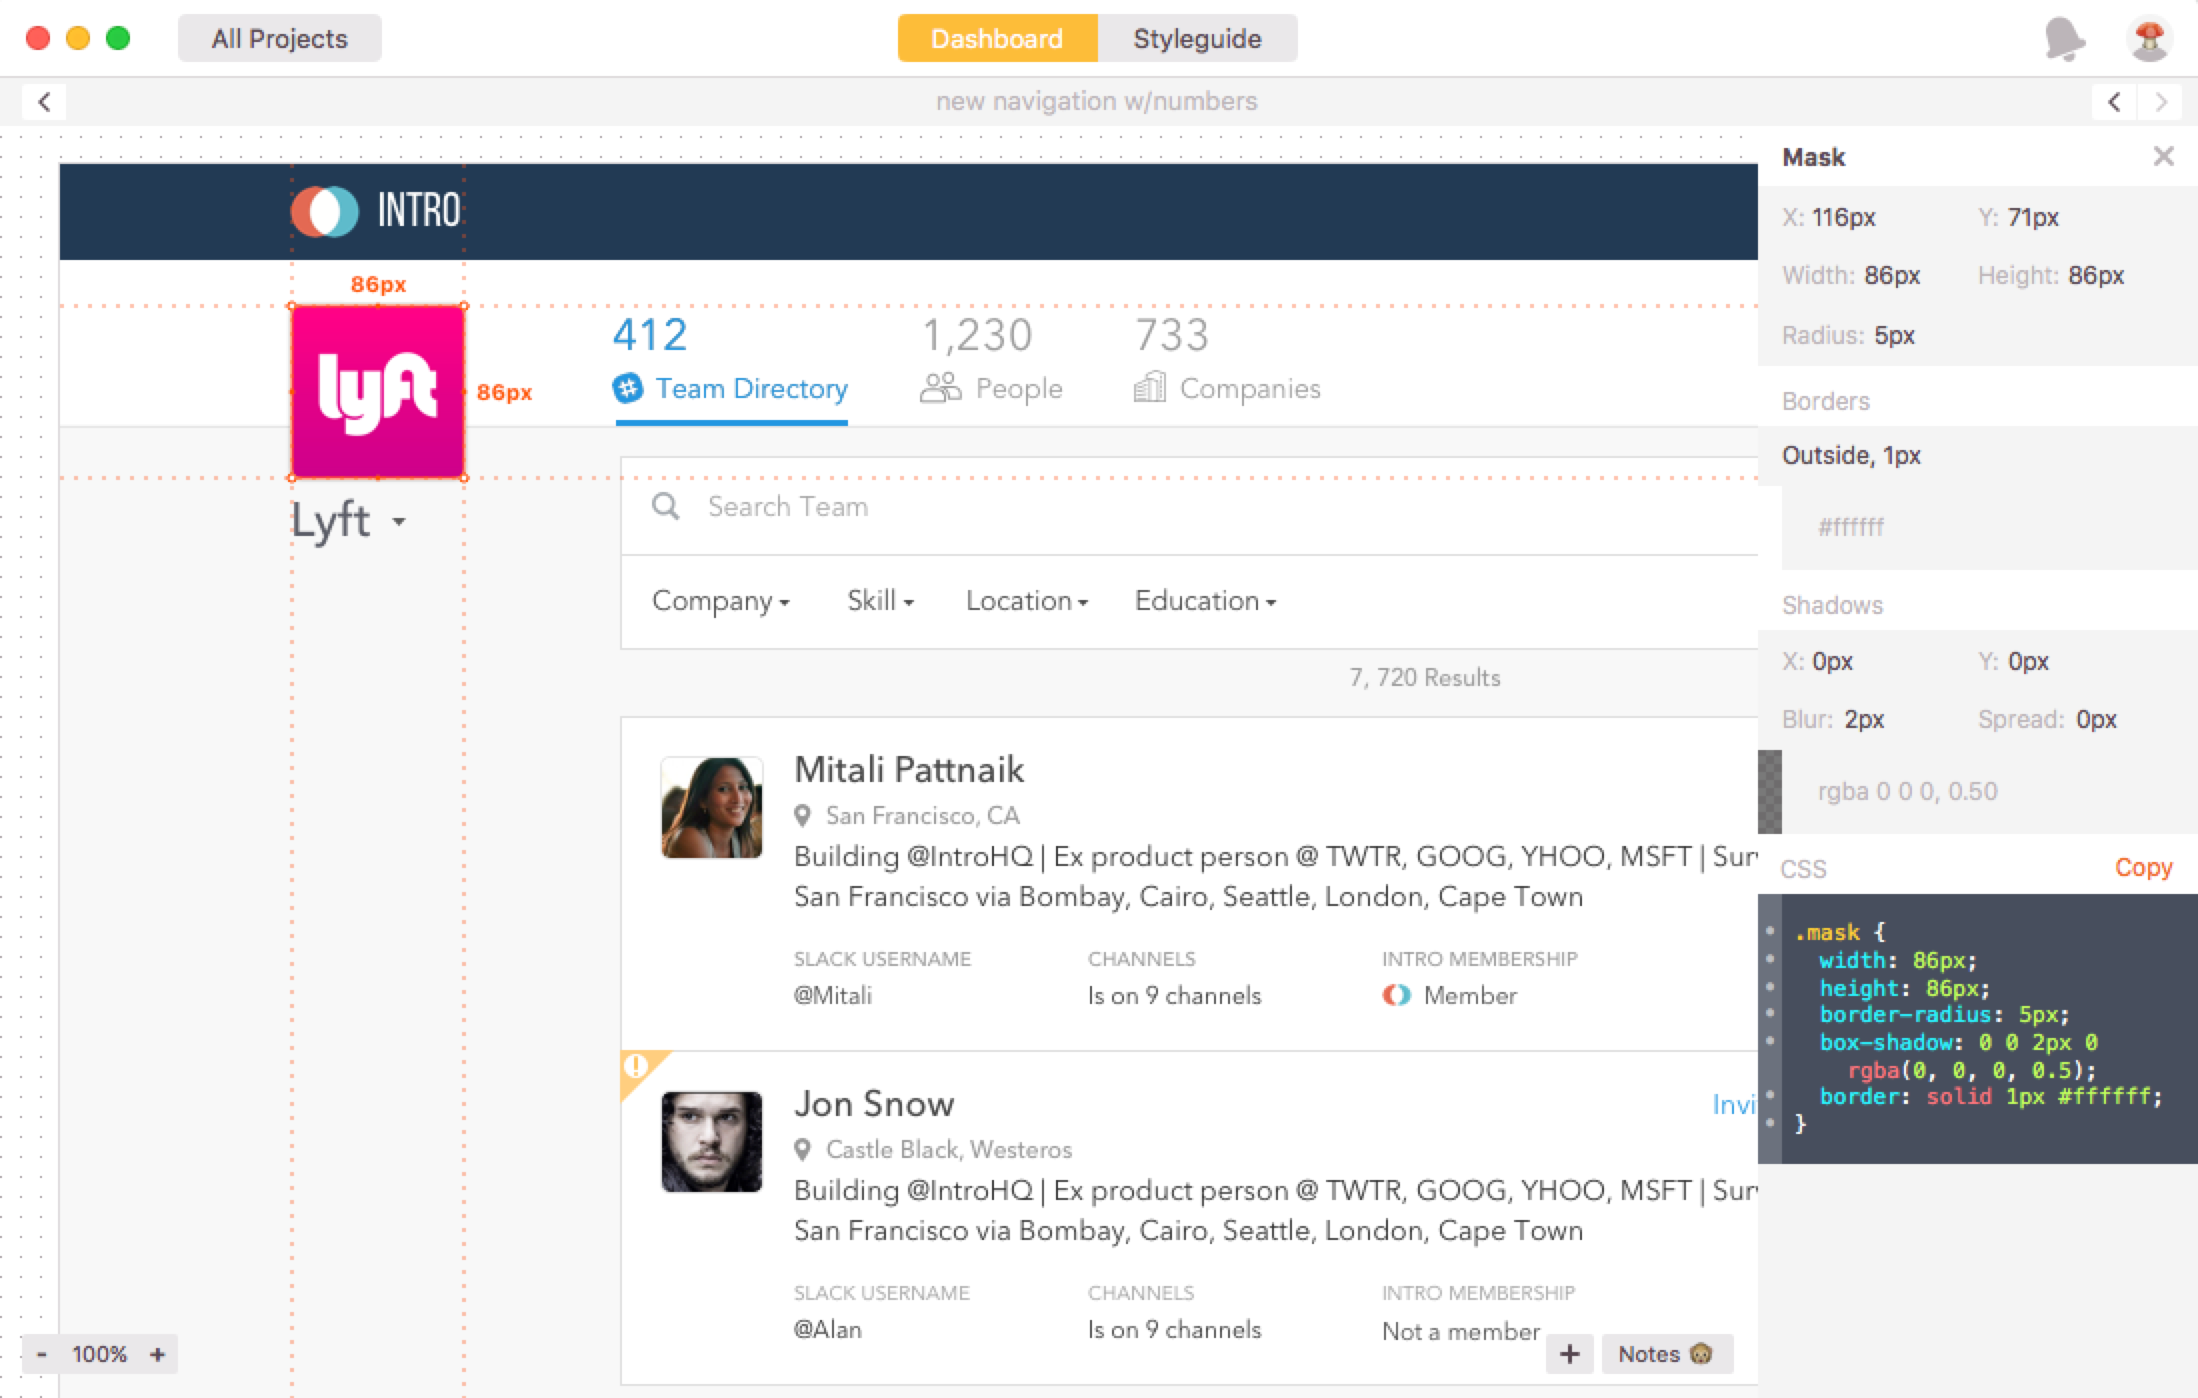 All Projects
Dashboard
Styleguide
new navigation w/numbers
INTRO
86px
lyft
86px
412
Team Directory
1,230
People
733
Companies
Lyft
Search Team
Company
Skill
Location
Education
7, 720 Results
Mitali Pattnaik
San Francisco, CA
Building @IntroHQ | Ex product person @ TWTR, GOOG, YHOO, MSFT |
San Francisco via Bombay, Cairo, Seattle, London, Cape Town
SLACK USERNAME
@Mitali
CHANNELS
Is on 9 channels
INTRO MEMBERSHIP
Member
Jon Snow
Castle Black, Westeros
Building @IntroHQ | Ex product person @ TWTR, GOOG, YHOO, MSFT |
San Francisco via Bombay, Cairo, Seattle, London, Cape Town
SLACK USERNAME
@Alan
CHANNELS
Is on 9 channels
INTRO MEMBERSHIP
Not a member
- 100% +
+
Notes
Mask
X: 116px
Y: 71px
Width: 86px
Height: 86px
Radius: 5px
Borders
Outside, 1px
#ffffff
Shadows
X: 0px
Y: 0px
Blur: 2px
Spread: 0px
rgba 0 0 0, 0.50
CSS
Copy
.mask {
width: 86px;
height: 86px;
border-radius: 5px;
box-shadow: 0 0 2px 0
rgba(0, 0, 0, 0.5);
border: solid 1px #ffffff;
}